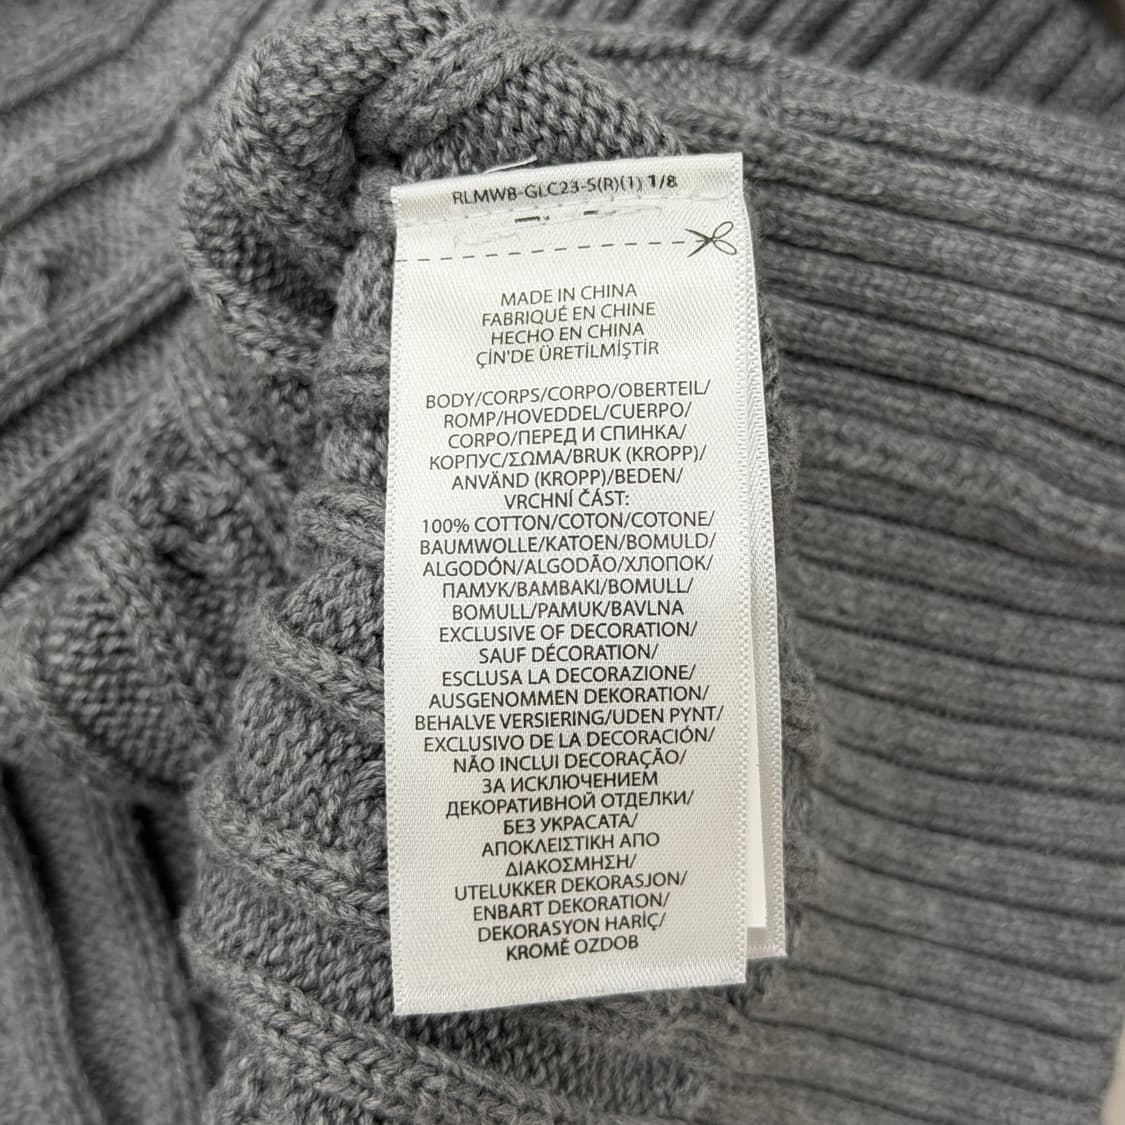 RLMWB-GLC23-S(R)(1) 1/8
MADE IN CHINA
FABRIQUÉ EN CHINE
HECHO EN CHINA
ÇİN'DE ÜRETİLMİŞTİR
BODY/CORPS/CORPO/OBERTEIL/
ROMP/HOVEDDEL/CUERPO/
CORPO/ПЕРЕД И СПИНКА/
КОРПУС/ΣΩΜΑ/BRUK (KROPP)/
ANVÄND (KROPP)/BEDEN/
VRCHNÍ ČÁST:
100% COTTON/COTON/COTONE/
BAUMWOLLE/KATOEN/BOMULD/
ALGODÓN/ALGODÃO/ХЛОПОК/
ПАМУК/ΒΑΜΒΑΚΙ/BOMULL/
BOMULL/PAMUK/BAVLNA
EXCLUSIVE OF DECORATION/
SAUF DÉCORATION/
ESCLUSA LA DECORAZIONE/
AUSGENOMMEN DEKORATION/
BEHALVE VERSIERING/UDEN PYNT/
EXCLUSIVO DE LA DECORACIÓN/
NÃO INCLUI DECORAÇÃO/
ЗА ИСКЛЮЧЕНИЕМ
ДЕКОРАТИВНОЙ ОТДЕЛКИ/
БЕЗ УКРАСАТА/
ΑΠΟΚΛΕΙΣΤΙΚΗ ΑΠΟ
ΔΙΑΚΟΣΜΗΣΗ/
UTELUKKER DEKORASJON/
ENBART DEKORATION/
DEKORASYON HARİÇ/
KROMĚ OZDOB